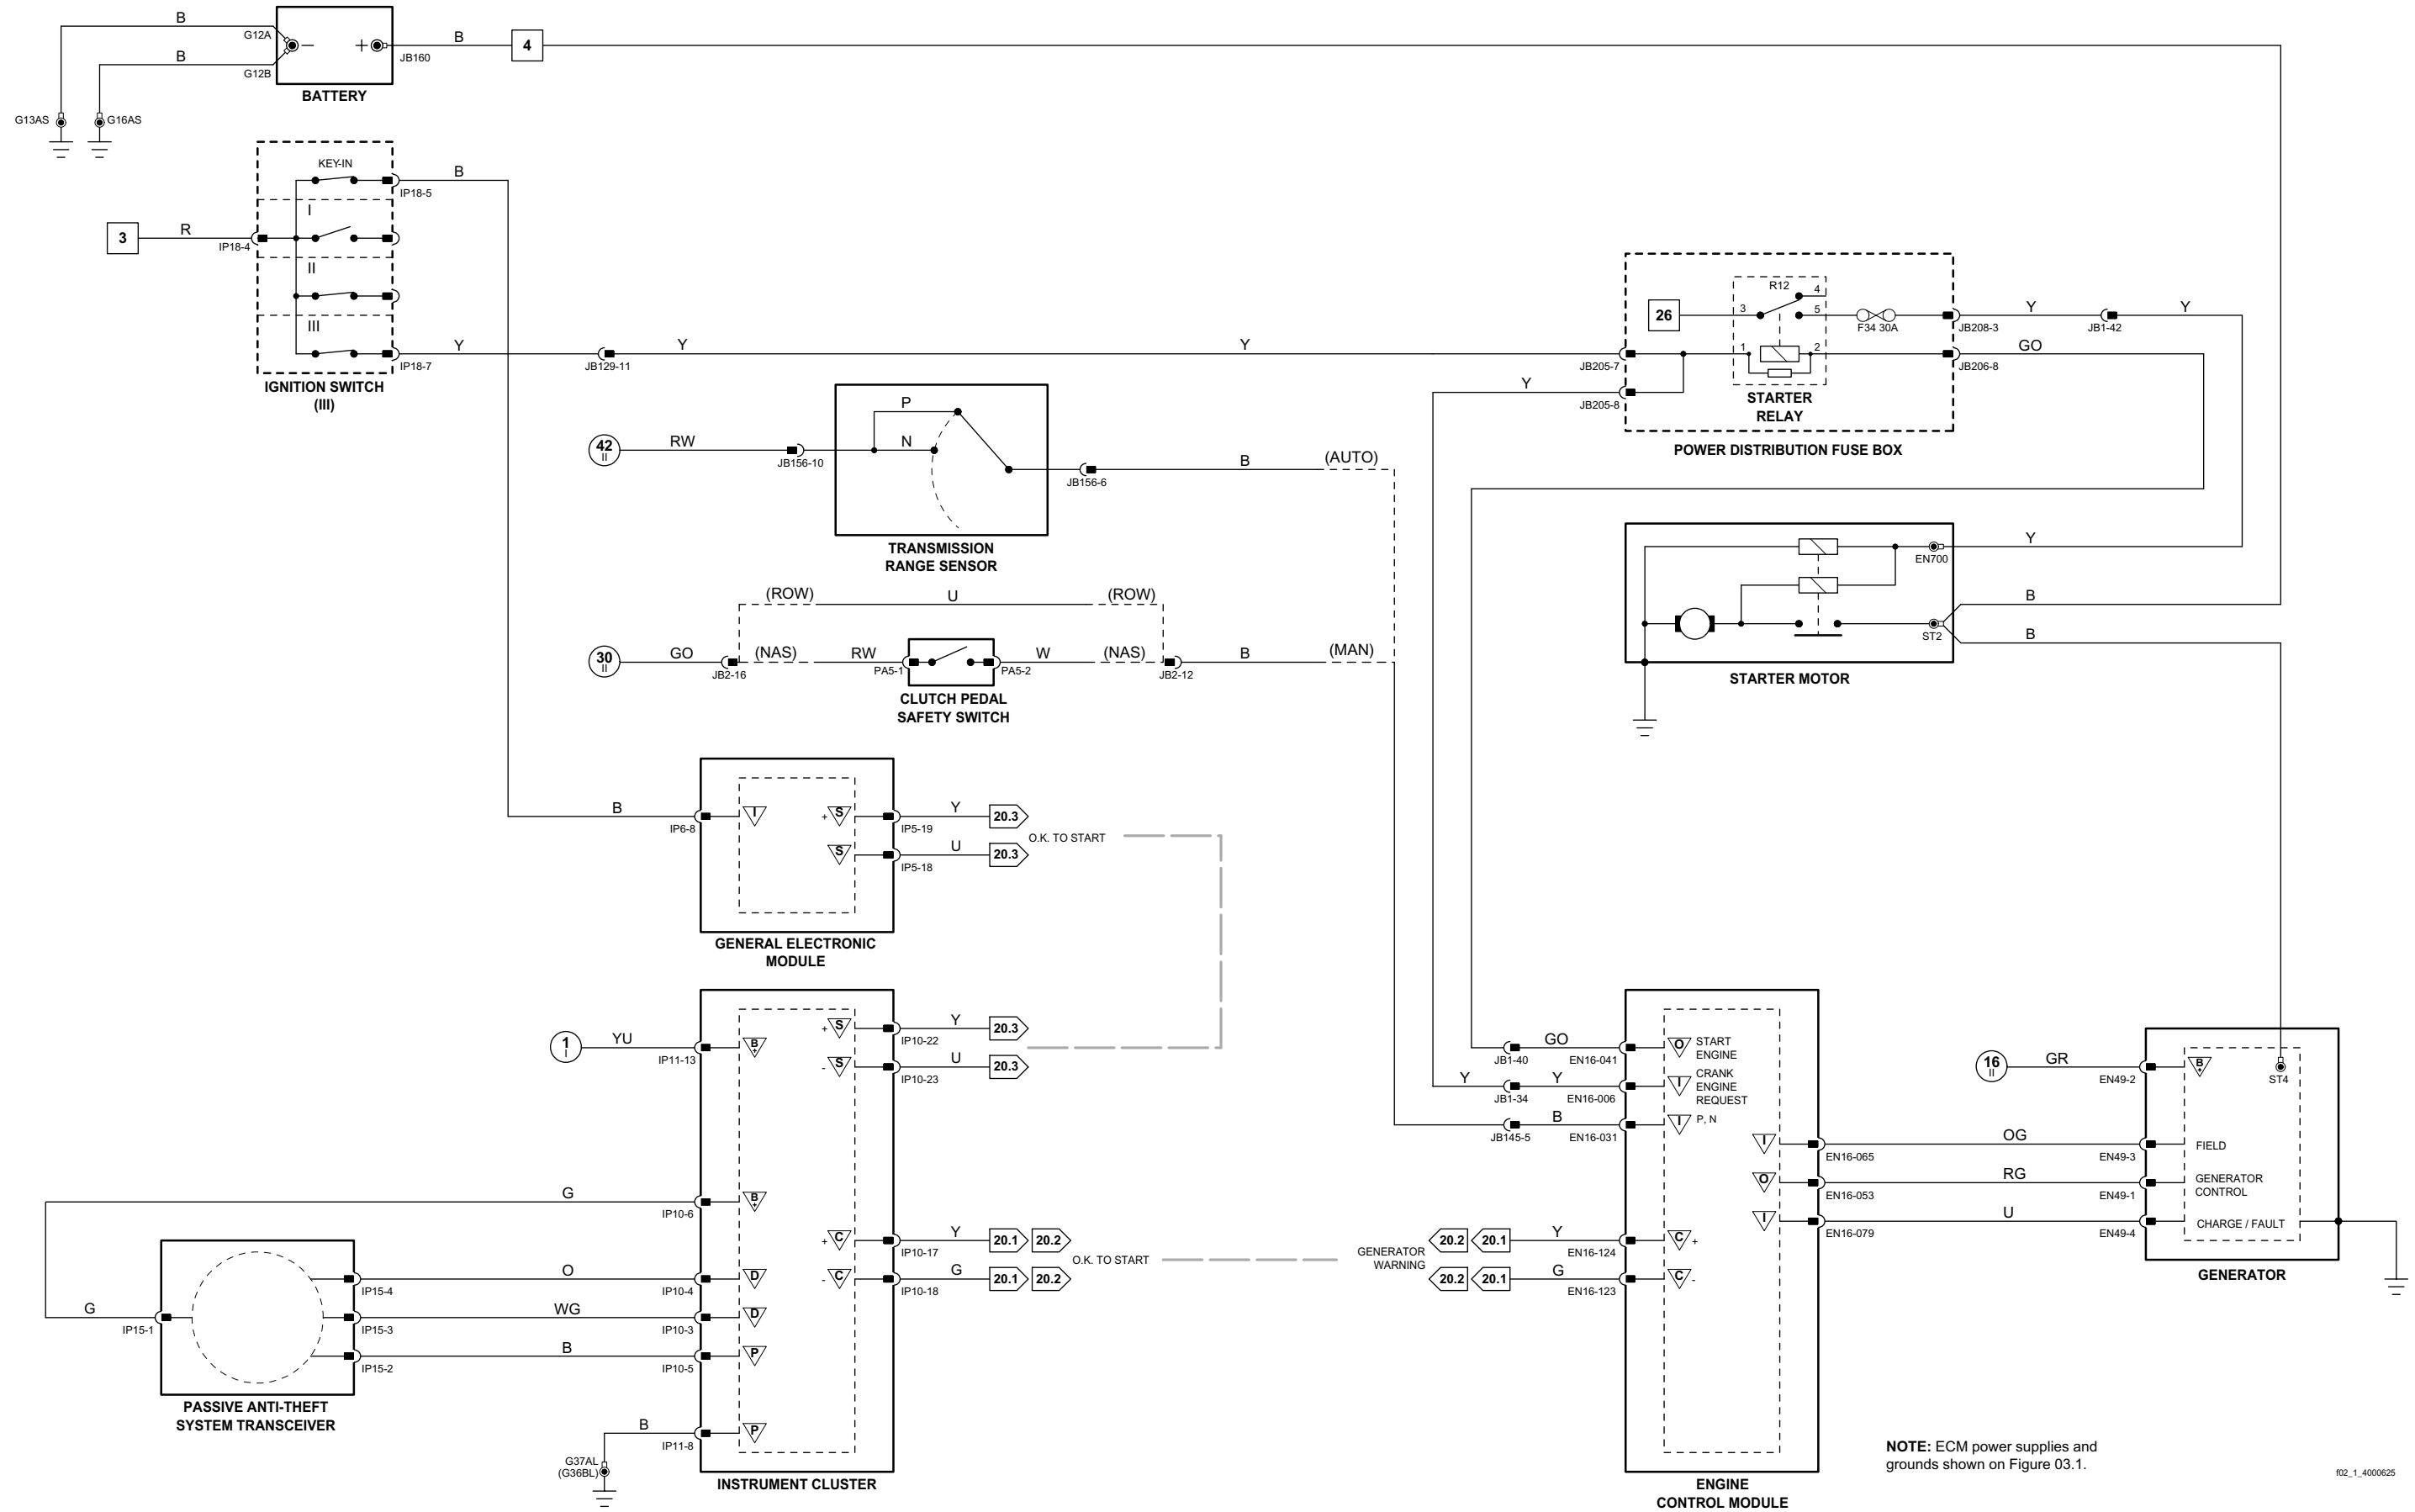 B
G12A
B
G12B
BATTERY
JB160
B
4
G13AS
G16AS
KEY-IN
I
II
III
IP18-5
B
3
R
IP18-4
IP18-7
Y
IGNITION SWITCH
(III)
JB129-11
Y
Y
42
II
RW
JB156-10
P
N
JB156-6
B
(AUTO)
TRANSMISSION
RANGE SENSOR
(ROW)
U
(ROW)
30
II
GO
JB2-16
(NAS)
RW
PA5-1
PA5-2
W
(NAS)
JB2-12
B
(MAN)
CLUTCH PEDAL
SAFETY SWITCH
26
R12
3
4
5
1
2
F34 30A
JB208-3
Y
JB1-42
Y
JB205-7
Y
JB205-8
JB206-8
GO
STARTER
RELAY
POWER DISTRIBUTION FUSE BOX
EN700
Y
ST2
B
B
STARTER MOTOR
B
IP6-8
I
+ S
S
IP5-19
Y
20.3
O.K. TO START
IP5-18
U
20.3
GENERAL ELECTRONIC
MODULE
1
I
YU
IP11-13
B+
+ S
IP10-22
Y
20.3
- S
IP10-23
U
20.3
G
IP10-6
B+
+ C
IP10-17
Y
20.1
20.2
O.K. TO START
- C
IP10-18
G
20.1
20.2
G
IP15-1
IP15-4
O
IP10-4
D
IP15-3
WG
IP10-3
D
IP15-2
B
IP10-5
P
PASSIVE ANTI-THEFT
SYSTEM TRANSCEIVER
B
IP11-8
P
G37AL
(G36BL)
INSTRUMENT CLUSTER
JB1-40
GO
EN16-041
O
START
ENGINE
Y
JB1-34
Y
EN16-006
I
CRANK
ENGINE
REQUEST
JB145-5
B
EN16-031
I
P, N
GENERATOR
WARNING
20.2
20.1
Y
EN16-124
C +
20.2
20.1
G
EN16-123
C -
I
EN16-065
OG
EN49-3
FIELD
O
EN16-053
RG
EN49-1
GENERATOR
CONTROL
I
EN16-079
U
EN49-4
CHARGE / FAULT
16
II
GR
EN49-2
B+
ST4
GENERATOR
ENGINE
CONTROL MODULE
NOTE: ECM power supplies and
grounds shown on Figure 03.1.
f02_1_4000625